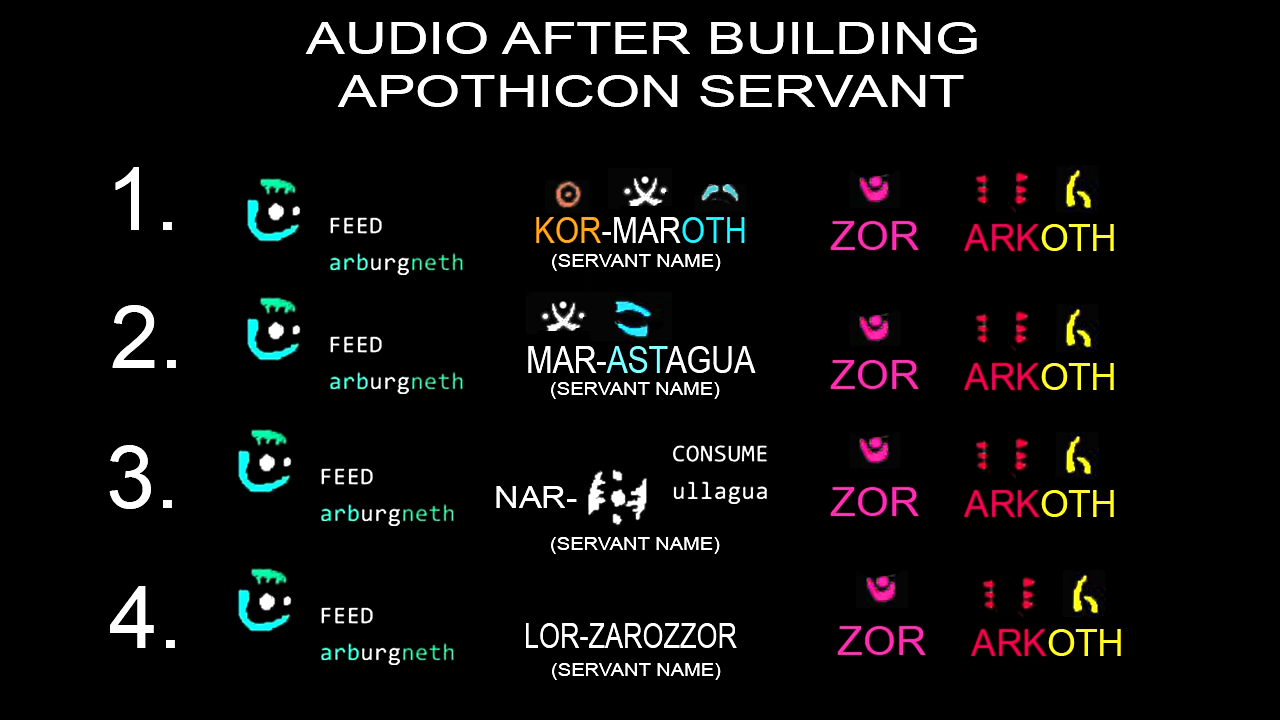 AUDIO AFTER BUILDING
APOTHICON SERVANT
1.
FEED
arburgneth
KOR-MAROTH
(SERVANT NAME)
ZOR
ARKOTH
2.
FEED
arburgneth
MAR-ASTAGUA
(SERVANT NAME)
ZOR
ARKOTH
3.
FEED
arburgneth
NAR-
CONSUME
ullagua
(SERVANT NAME)
ZOR
ARKOTH
4.
FEED
arburgneth
LOR-ZAROZZOR
(SERVANT NAME)
ZOR
ARKOTH